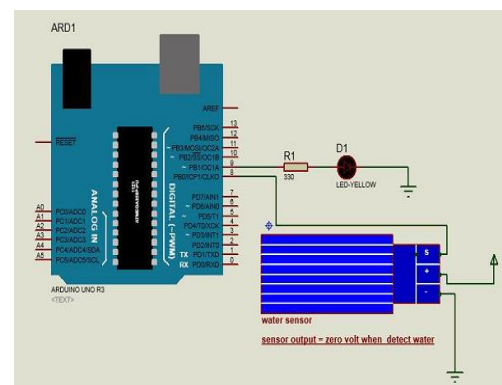 ARD1
AREF
RESET
PB5/SCK 13
PB4/MISO 12
~ PB3/MOSI/OC2A 11
~ PB2/SS/OC1B 10
~ PB1/OC1A 9
PB0/ICP1/CLKO 8
PD7/AIN1 7
~ PD6/AIN0 6
~ PD5/T1 5
PD4/T0/XCK 4
~ PD3/INT1 3
PD2/INT0 2
TX PD1/TXD 1
RX PD0/RXD 0
DIGITAL (~PWM)
ANALOG IN
A0 PC0/ADC0
A1 PC1/ADC1
A2 PC2/ADC2
A3 PC3/ADC3
A4 PC4/ADC4/SDA
A5 PC5/ADC5/SCL
ARDUINO UNO R3
<TEXT>
R1
330
D1
LED-YELLOW
S
+
-
water sensor
sensor output = zero volt when detect water